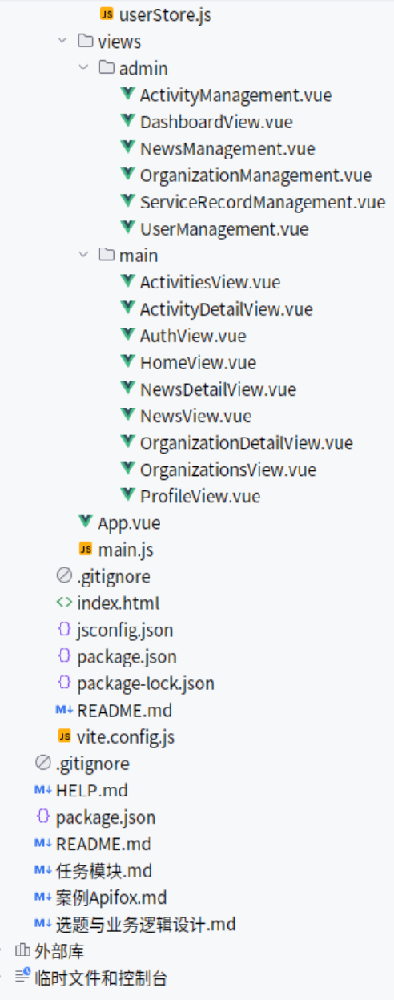 JS userStore.js
views
admin
ActivityManagement.vue
DashboardView.vue
NewsManagement.vue
OrganizationManagement.vue
ServiceRecordManagement.vue
UserManagement.vue
main
ActivitiesView.vue
ActivityDetailView.vue
AuthView.vue
HomeView.vue
NewsDetailView.vue
NewsView.vue
OrganizationDetailView.vue
OrganizationsView.vue
ProfileView.vue
App.vue
JS main.js
.gitignore
<> index.html
{} jsconfig.json
{} package.json
{} package-lock.json
M↓ README.md
JS vite.config.js
.gitignore
M↓ HELP.md
{} package.json
M↓ README.md
M↓ 任务模块.md
M↓ 案例Apifox.md
M↓ 选题与业务逻辑设计.md
外部库
临时文件和控制台